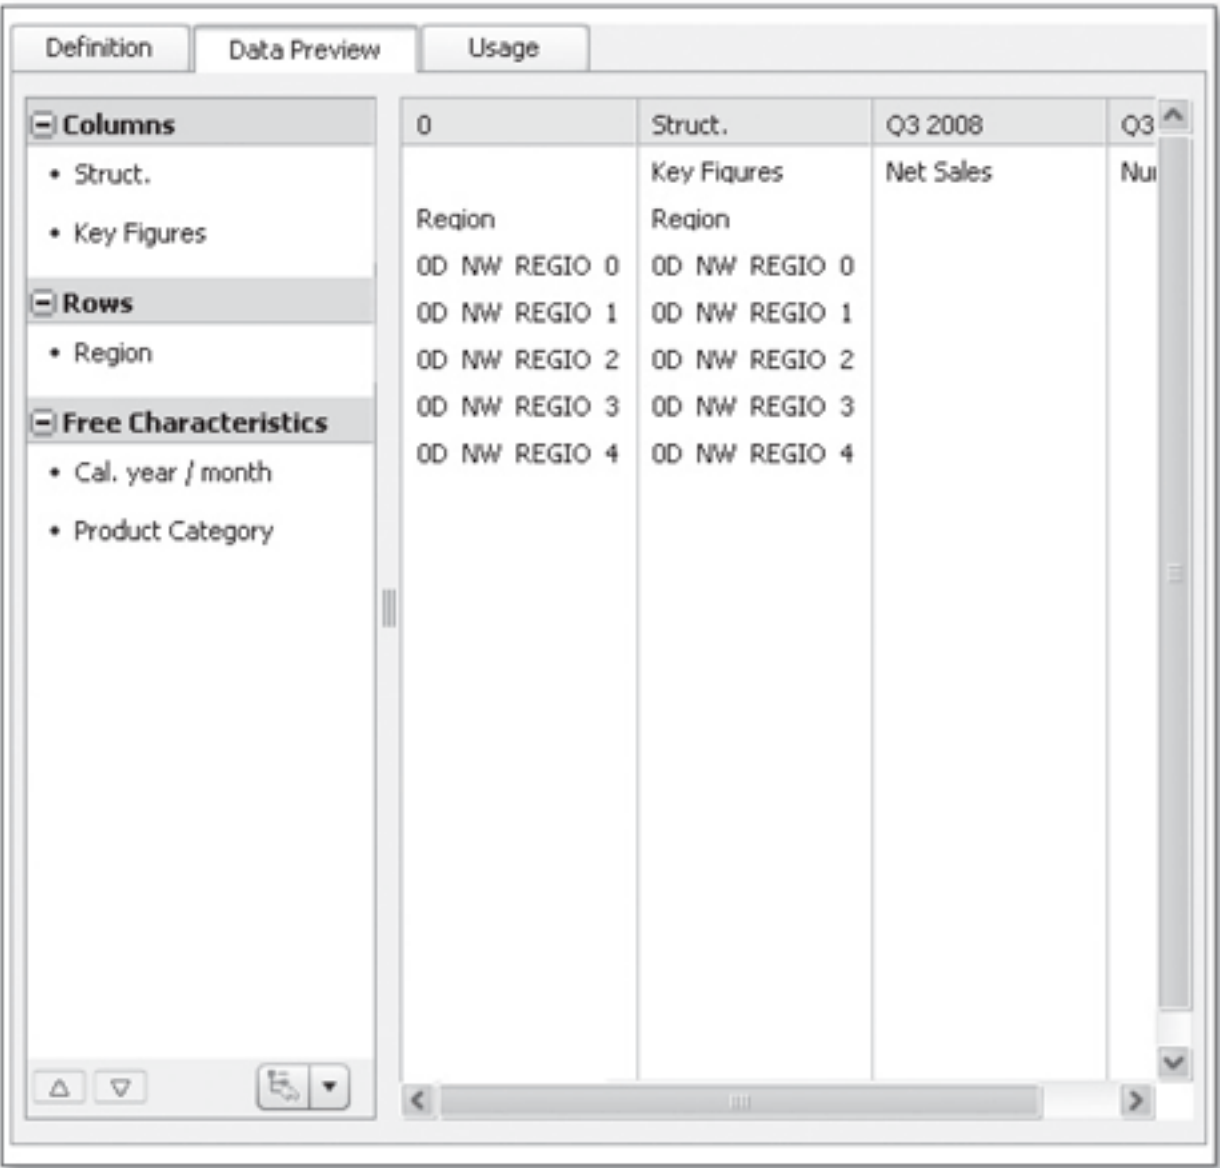 Definition Data Preview Usage
Columns
Struct.
Key Figures
Rows
Region
Free Characteristics
Cal. year / month
Product Category
0 Struct. Q3 2008 Q3
Key Figures Net Sales
Region Region
0D NW REGIO 0 0D NW REGIO 0
0D NW REGIO 1 0D NW REGIO 1
0D NW REGIO 2 0D NW REGIO 2
0D NW REGIO 3 0D NW REGIO 3
0D NW REGIO 4 0D NW REGIO 4